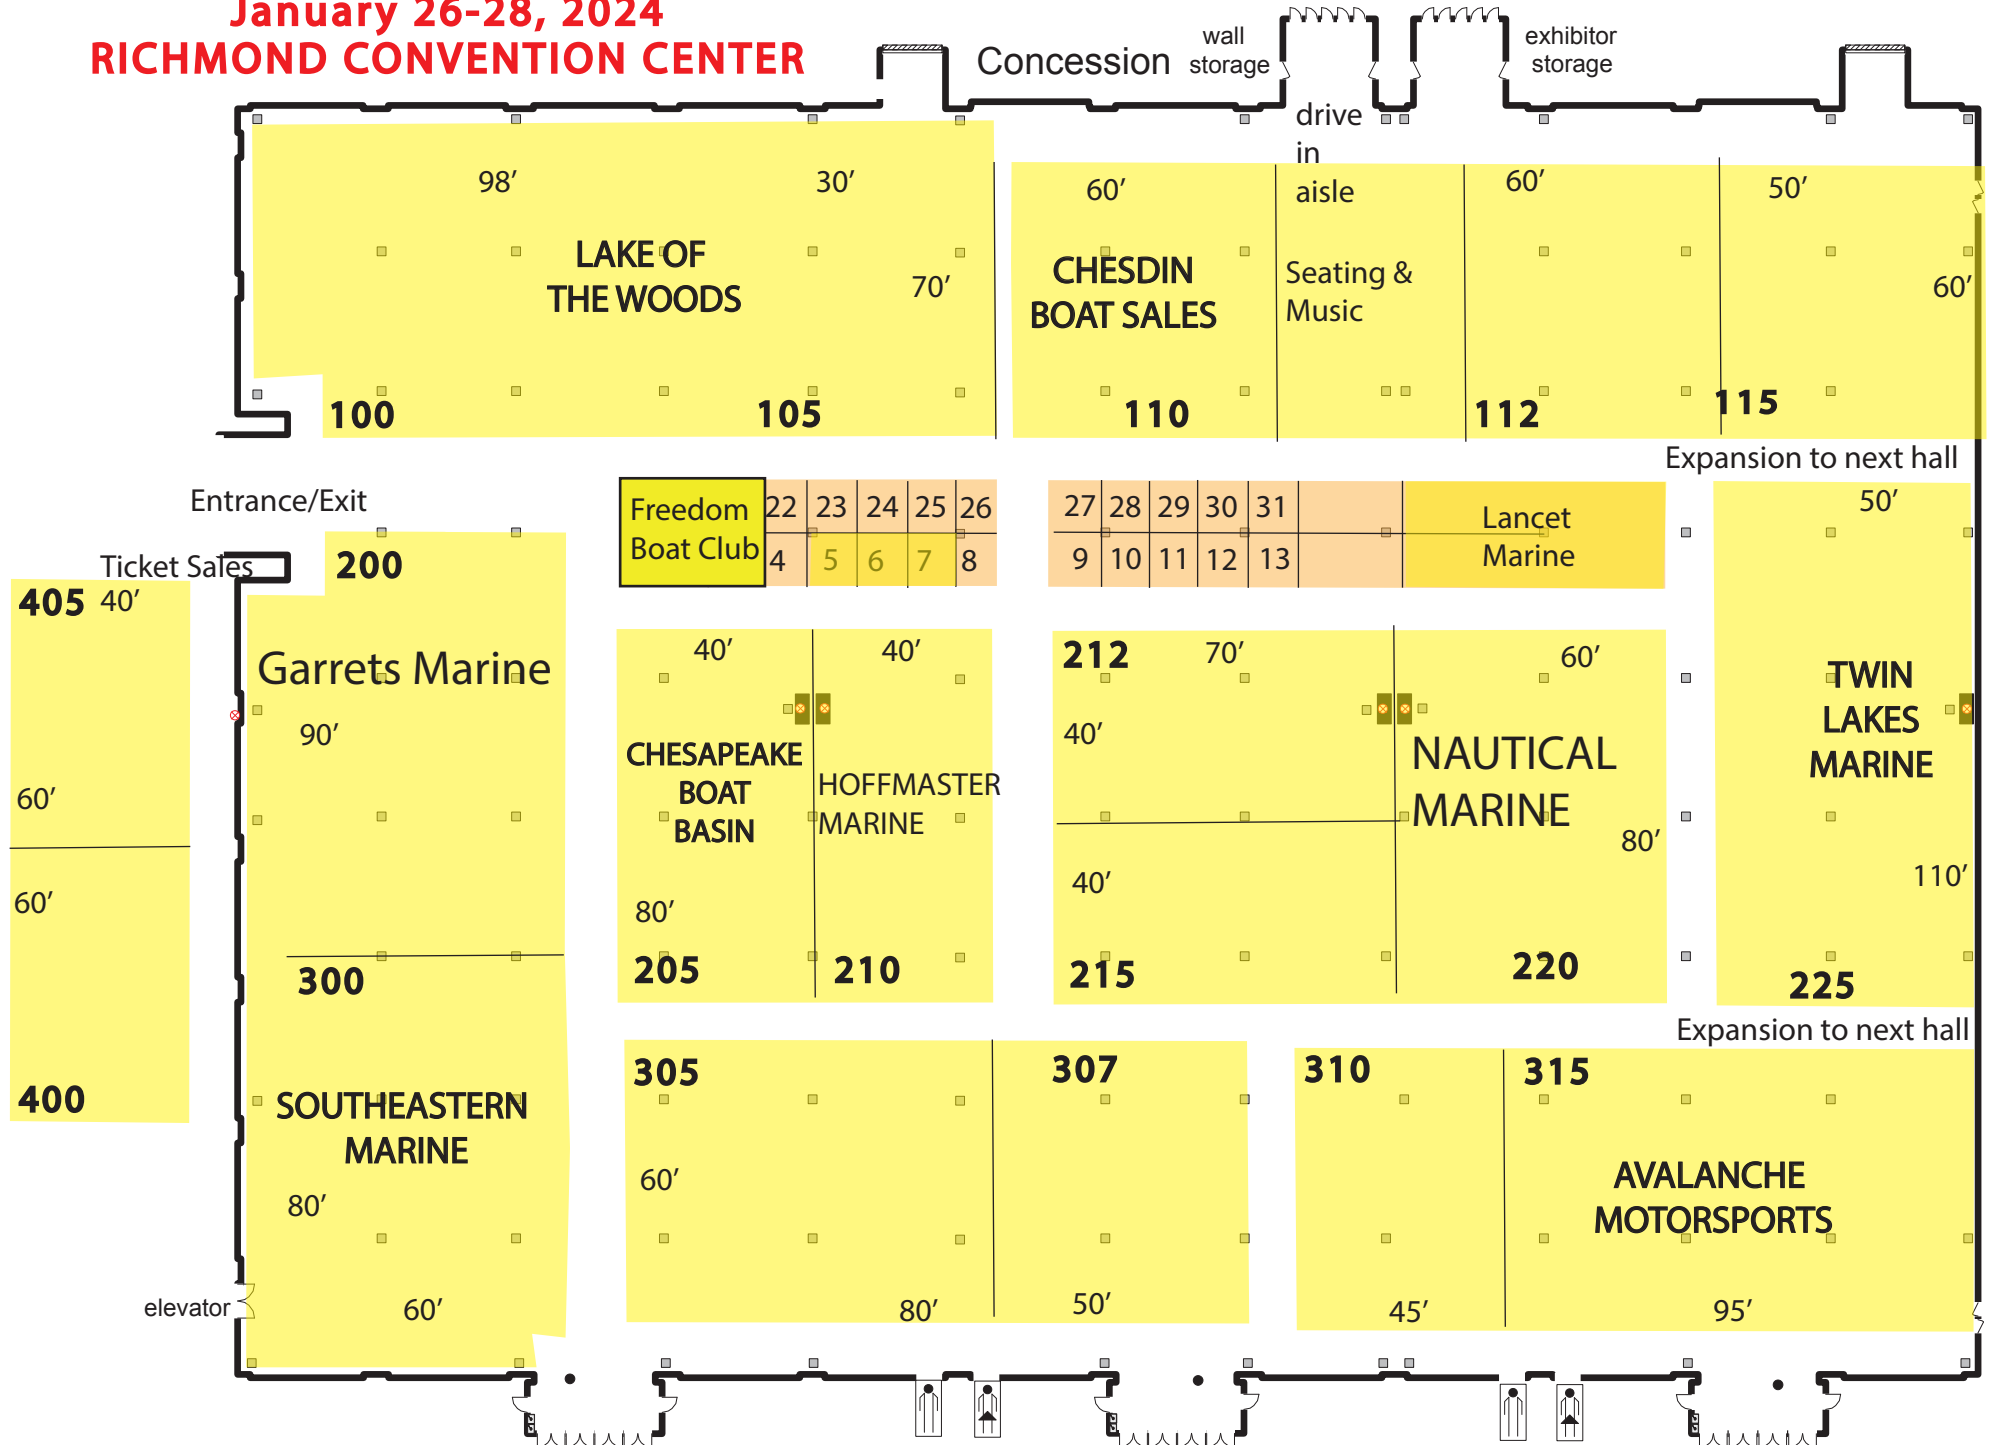 January 26-28, 2024
RICHMOND CONVENTION CENTER
Concession
wall
storage
exhibitor
storage
drive
in
aisle
98’
30’
60’
60’
50’
LAKE OF
THE WOODS
70’
CHESDIN
BOAT SALES
Seating &
Music
60’
100
105
110
112
115
Expansion to next hall
Entrance/Exit
Ticket Sales
Freedom
Boat Club
22 23 24 25 26
4 5 6 7 8
27 28 29 30 31
9 10 11 12 13
Lancet
Marine
50’
405 40’
60’
60’
400
200
Garrets Marine
90’
40’
40’
CHESAPEAKE
BOAT
BASIN
HOFFMASTER
MARINE
80’
205
210
212
70’
60’
40’
NAUTICAL
MARINE
80’
40’
215
220
TWIN
LAKES
MARINE
110’
225
Expansion to next hall
300
SOUTHEASTERN
MARINE
80’
60’
elevator
305
307
60’
80’
50’
310
315
AVALANCHE
MOTORSPORTS
45’
95’